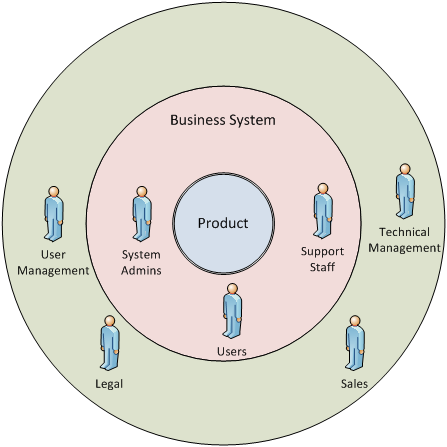 Business System
Product
User
Management
System
Admins
Support
Staff
Technical
Management
Users
Legal
Sales